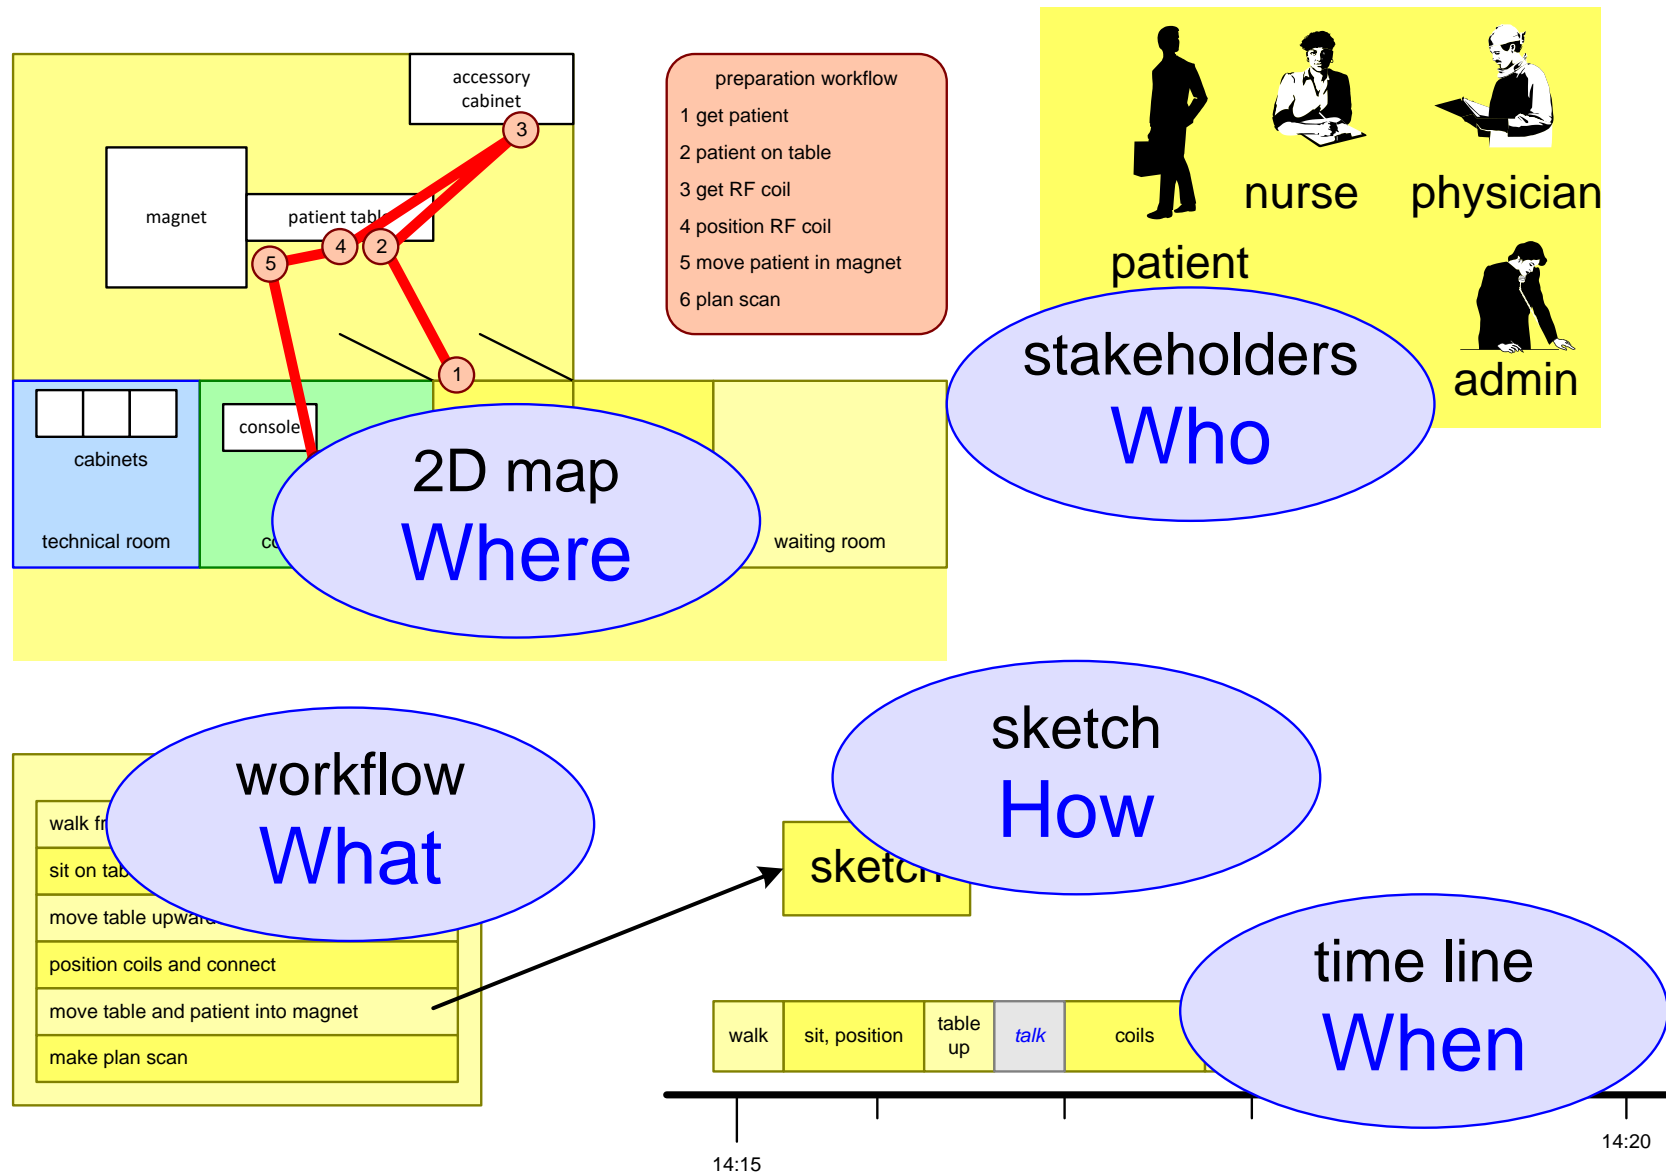 accessory
cabinet
3
magnet
patient table
4
2
5
1
preparation workflow
1 get patient
2 patient on table
3 get RF coil
4 position RF coil
5 move patient in magnet
6 plan scan
nurse
physician
patient
admin
stakeholders
Who
console
cabinets
technical room
waiting room
2D map
Where
workflow
What
walk
sit on
move table upward
position coils and connect
move table and patient into magnet
make plan scan
sketch
How
sketch
time line
When
walk
sit, position
table
up
talk
coils
14:15
14:20